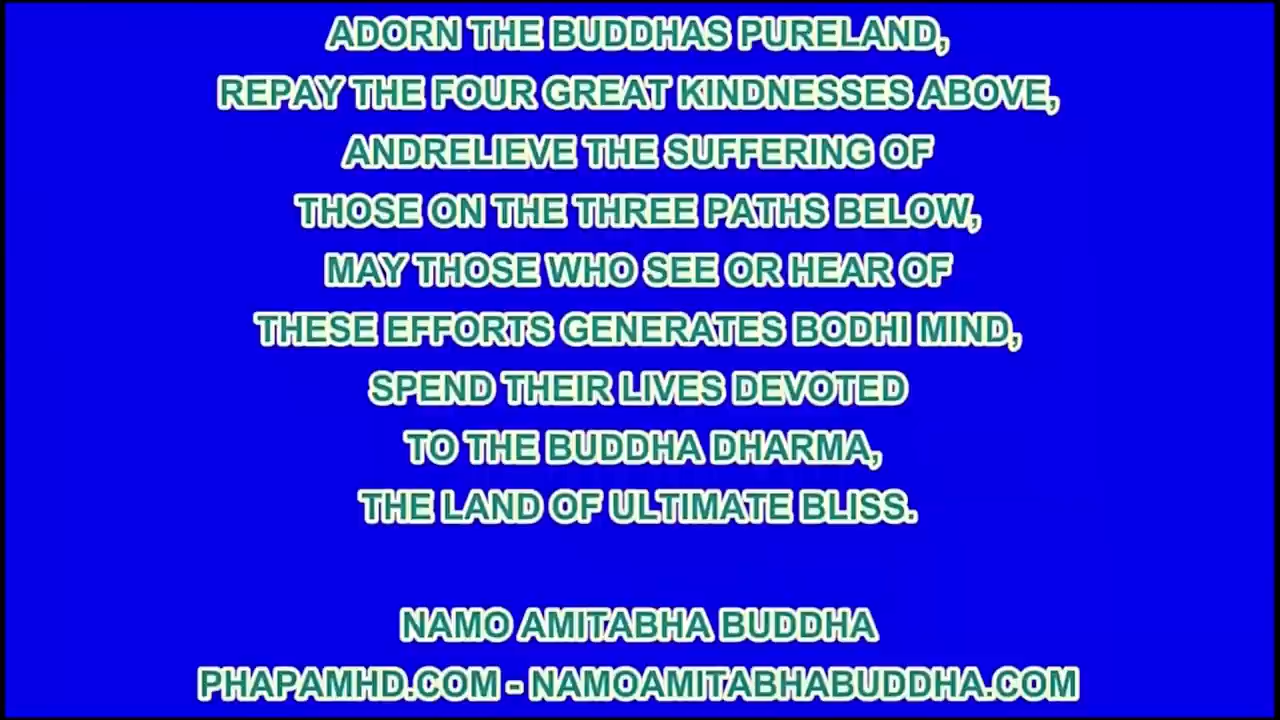 ADORN THE BUDDHAS PURELAND,
REPAY THE FOUR GREAT KINDNESSES ABOVE,
ANDRELIEVE THE SUFFERING OF
THOSE ON THE THREE PATHS BELOW,
MAY THOSE WHO SEE OR HEAR OF
THESE EFFORTS GENERATES BODHI MIND,
SPEND THEIR LIVES DEVOTED
TO THE BUDDHA DHARMA,
THE LAND OF ULTIMATE BLISS.
NAMO AMITABHA BUDDHA
PHAPAMHD.COM - NAMOAMITABHABUDDHA.COM